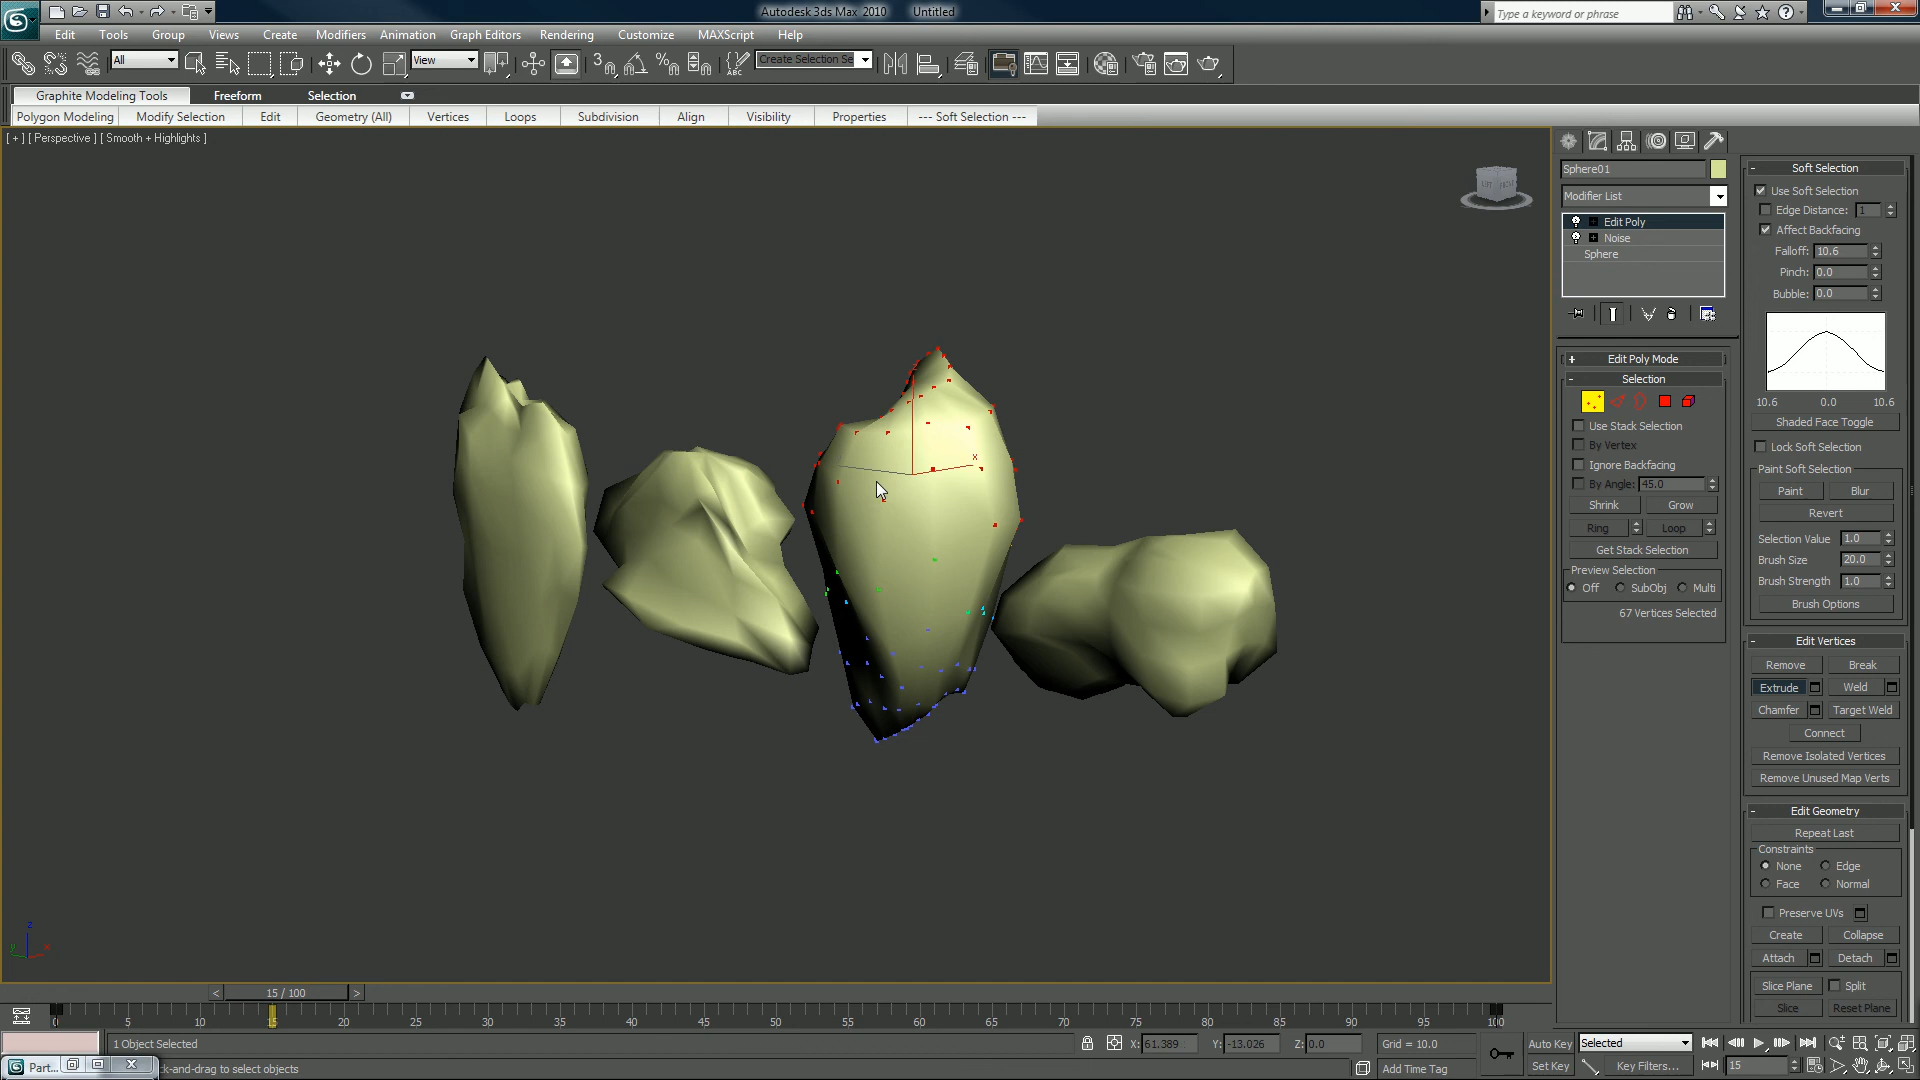 Autodesk 3ds Max 2010 Untitled
Type a keyword or phrase
Edit Tools Group Views Create Modifiers Animation Graph Editors Rendering Customize MAXScript Help
All View Create Selection Se
Graphite Modeling Tools Freeform Selection
Polygon Modeling Modify Selection Edit Geometry (All) Vertices Loops Subdivision Align Visibility Properties --- Soft Selection ---
[ + ] [ Perspective ] [ Smooth + Highlights ]
Sphere01
Modifier List
Edit Poly
Noise
Sphere
+ Edit Poly Mode
- Selection
Use Stack Selection
By Vertex
Ignore Backfacing
By Angle: 45.0
Shrink Grow
Ring Loop
Get Stack Selection
Preview Selection
Off SubObj Multi
67 Vertices Selected
- Soft Selection
Use Soft Selection
Edge Distance: 1
Affect Backfacing
Falloff: 10.6
Pinch: 0.0
Bubble: 0.0
10.6 0.0 10.6
Shaded Face Toggle
Lock Soft Selection
Paint Soft Selection
Paint Blur
Revert
Selection Value 1.0
Brush Size 20.0
Brush Strength 1.0
Brush Options
- Edit Vertices
Remove Break
Extrude Weld
Chamfer Target Weld
Connect
Remove Isolated Vertices
Remove Unused Map Verts
- Edit Geometry
Repeat Last
Constraints
None Edge
Face Normal
Preserve UVs
Create Collapse
Attach Detach
Slice Plane Split
Slice Reset Plane
x
z
x
< 15 / 100 >
0 5 10 15 20 25 30 35 40 45 50 55 60 65 70 75 80 85 90 95 100
1 Object Selected X: 61.389 Y: -13.026 Z: 0.0 Grid = 10.0 Auto Key Selected
Part... ck-and-drag to select objects Add Time Tag Set Key Key Filters... 15